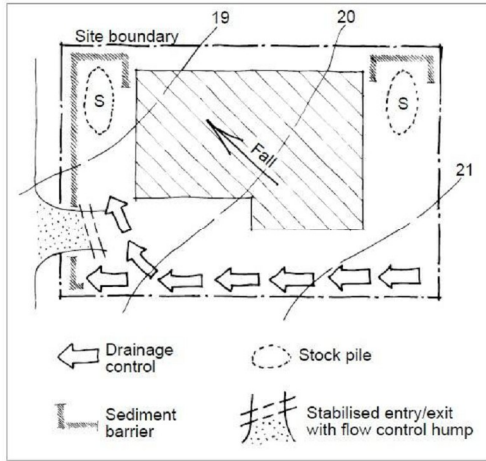 19
20
Site boundary
S
S
Fall
21
Drainage
control
Stock pile
Sediment
barrier
Stabilised entry/exit
with flow control hump